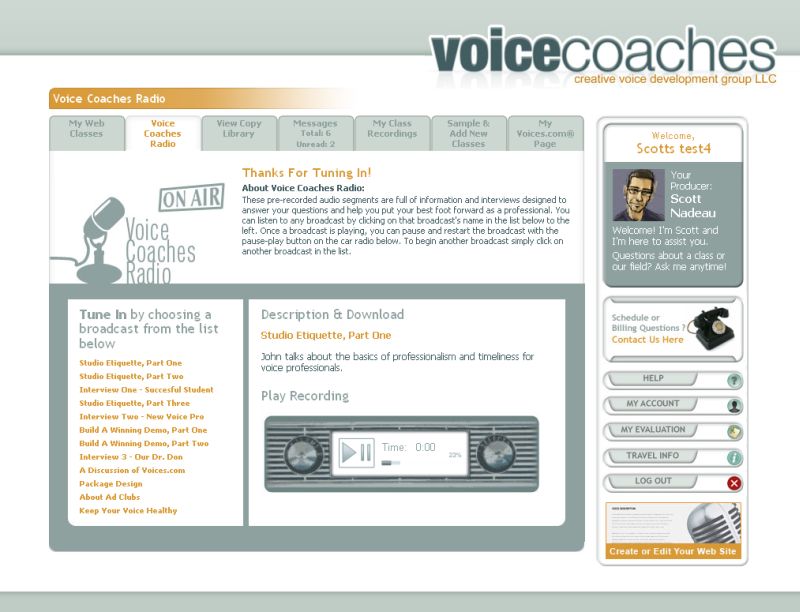 voicecoaches
creative voice development group LLC
Voice Coaches Radio
My Web
Classes
Voice
Coaches
Radio
View Copy
Library
Messages
Total: 6
Unread: 2
My Class
Recordings
Sample &
Add New
Classes
My
Voices.com®
Page
Welcome,
Scotts test4
Your
Producer:
Scott
Nadeau
Welcome! I'm Scott and
I'm here to assist you.
Questions about a class or
our field? Ask me anytime!
ON AIR
Voice
Coaches
Radio
Thanks For Tuning In!
About Voice Coaches Radio:
These pre-recorded audio segments are full of information and interviews designed to
answer your questions and help you put your best foot forward as a professional. You
can listen to any broadcast by clicking on that broadcast's name in the list below to the
left. Once a broadcast is playing, you can pause and restart the broadcast with the
pause-play button on the car radio below. To begin another broadcast simply click on
another broadcast in the list.
Tune In by choosing a
broadcast from the list
below
Studio Etiquette, Part One
Studio Etiquette, Part Two
Interview One - Succesful Student
Studio Etiquette, Part Three
Interview Two - New Voice Pro
Build A Winning Demo, Part One
Build A Winning Demo, Part Two
Interview 3 - Our Dr. Don
A Discussion of Voices.com
Package Design
About Ad Clubs
Keep Your Voice Healthy
Description & Download
Studio Etiquette, Part One
John talks about the basics of professionalism and timeliness for
voice professionals.
Play Recording
Time: 0:00
23%
Schedule or
Billing Questions ?
Contact Us Here
HELP
?
MY ACCOUNT
MY EVALUATION
TRAVEL INFO
i
LOG OUT
Create or Edit Your Web Site